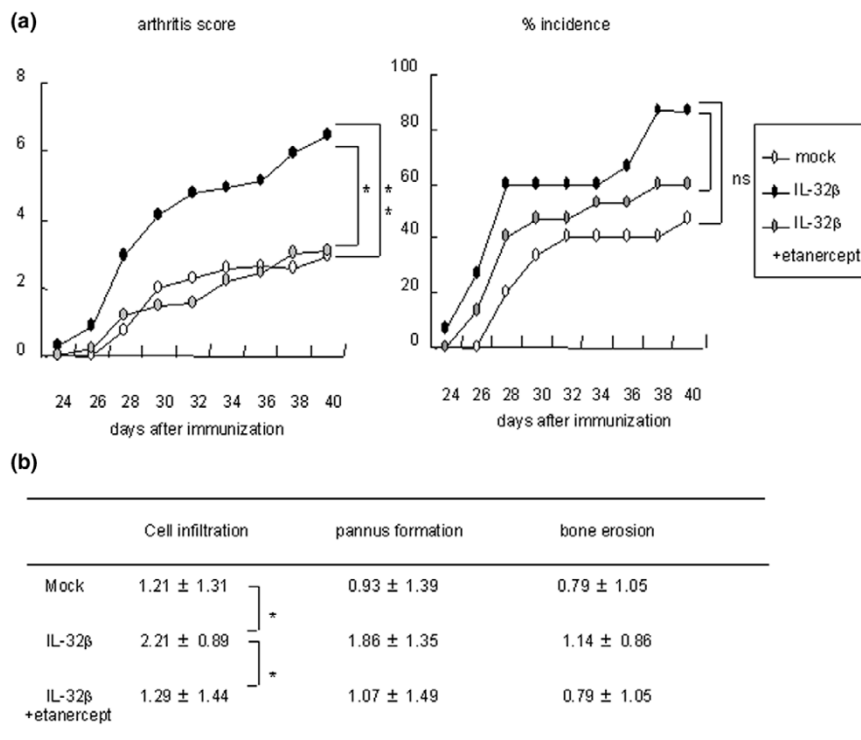 (a)
arthritis score
% incidence
8
6
4
2
0
*
*
*
24 26 28 30 32 34 36 38 40
days after immunization
100
80
60
40
20
0
ns
24 26 28 30 32 34 36 38 40
days after immunization
mock
IL-32β
IL-32β
+etanercept
(b)
Cell infiltration pannus formation bone erosion
Mock 1.21 ± 1.31 0.93 ± 1.39 0.79 ± 1.05
*
IL-32β 2.21 ± 0.89 1.86 ± 1.35 1.14 ± 0.86
*
IL-32β 1.29 ± 1.44 1.07 ± 1.49 0.79 ± 1.05
+etanercept